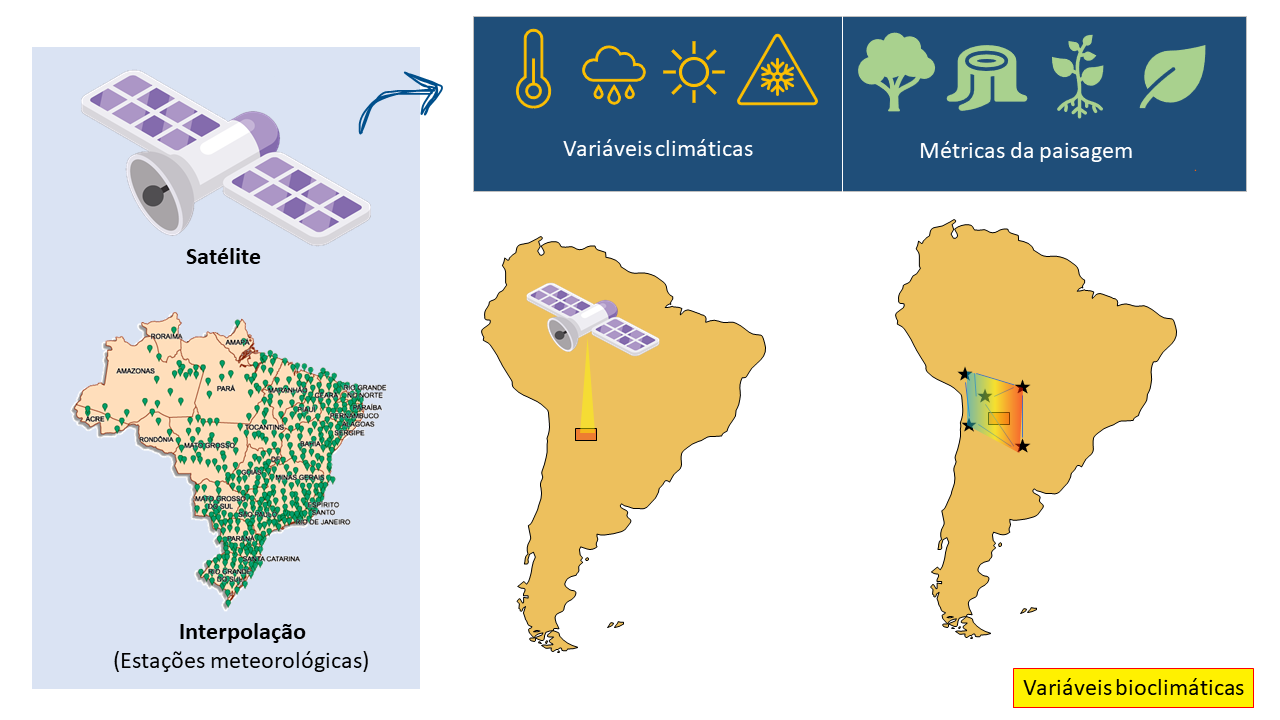 Variáveis climáticas
Métricas da paisagem
Satélite
RORAIMA
AMAPÁ
AMAZONAS
PARÁ
MARANHÃO
CEARÁ
RIO GRANDE
DO NORTE
PARAÍBA
PERNAMBUCO
ALAGOAS
SERGIPE
PIAUÍ
ACRE
RONDÔNIA
TOCANTINS
MATO GROSSO
BAHIA
DF
GOIÁS
MINAS GERAIS
MATO GROSSO
DO SUL
ESPÍRITO
SANTO
SÃO PAULO
RIO DE JANEIRO
PARANÁ
SANTA CATARINA
RIO GRANDE
DO SUL
Interpolação
(Estações meteorológicas)
Variáveis bioclimáticas